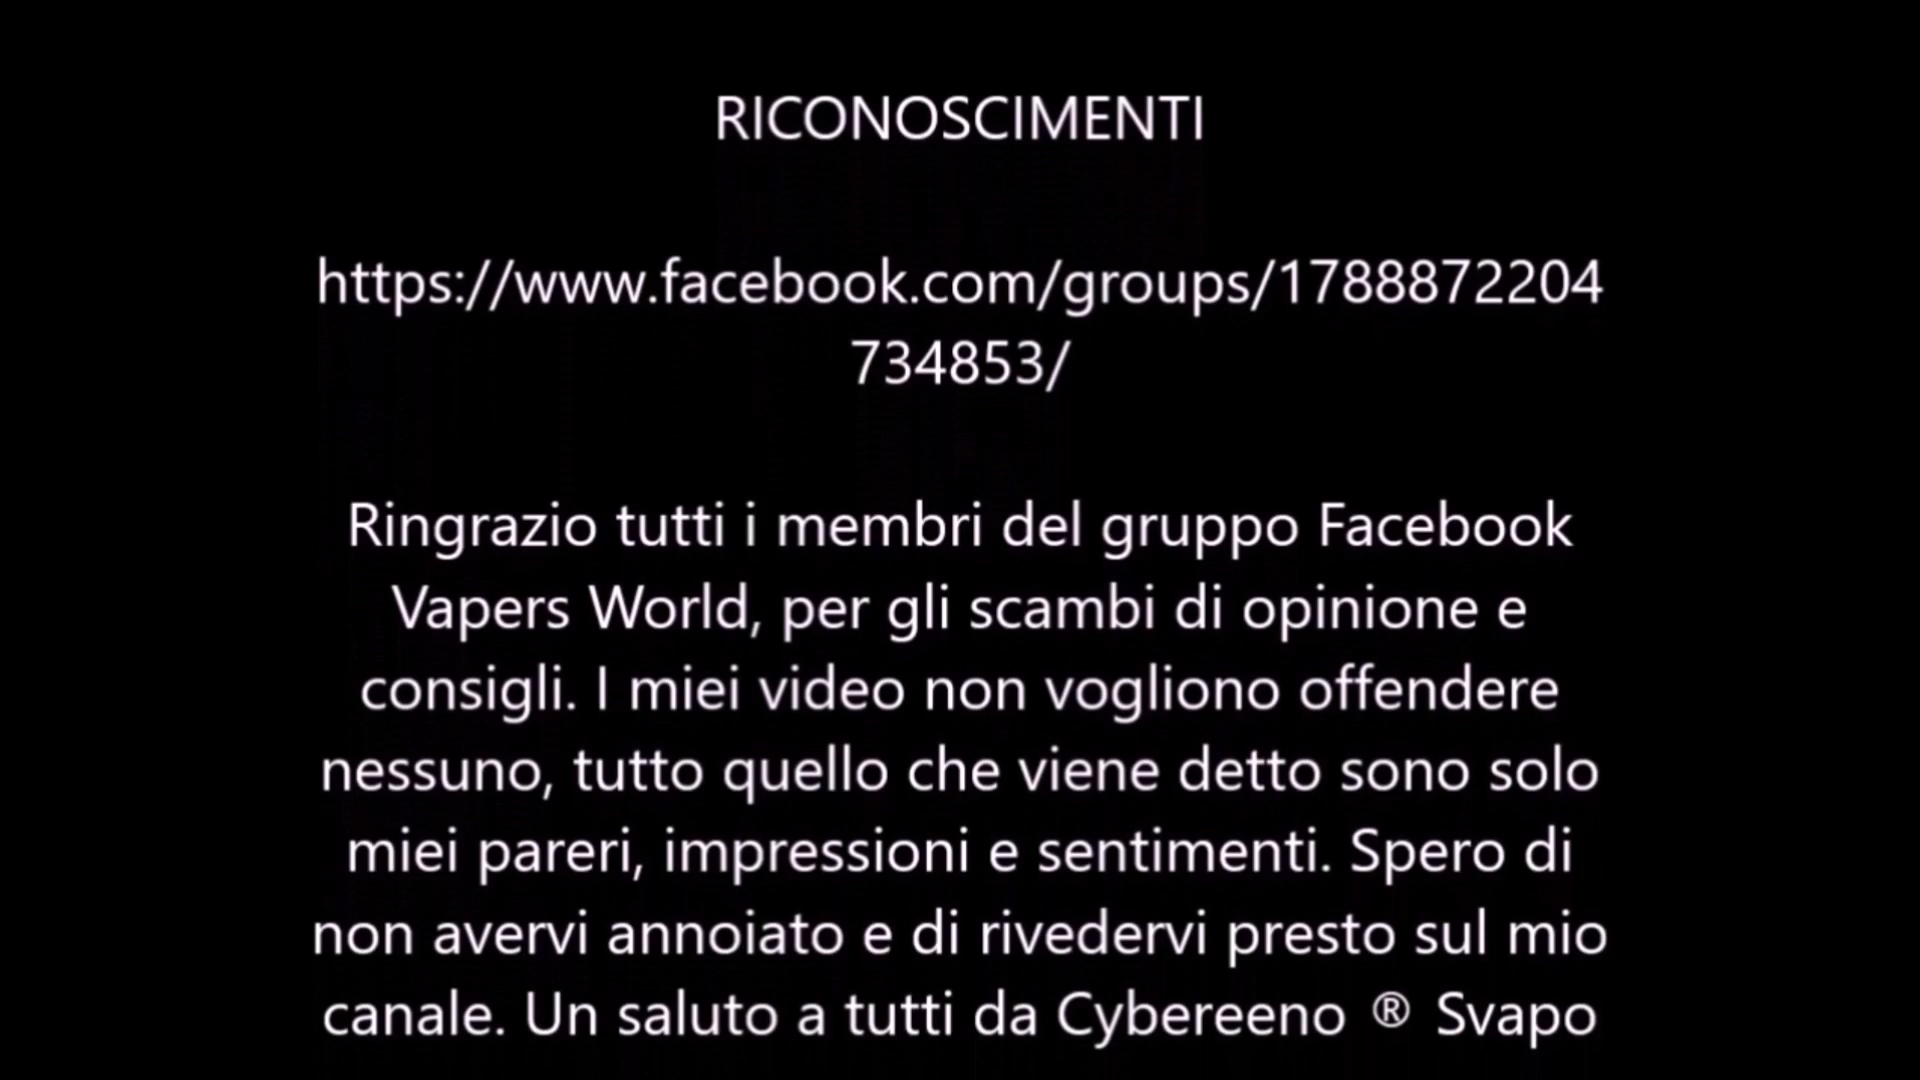 RICONOSCIMENTI
https://www.facebook.com/groups/1788872204
734853/
Ringrazio tutti i membri del gruppo Facebook
Vapers World, per gli scambi di opinione e
consigli. I miei video non vogliono offendere
nessuno, tutto quello che viene detto sono solo
miei pareri, impressioni e sentimenti. Spero di
non avervi annoiato e di rivedervi presto sul mio
canale. Un saluto a tutti da Cybereeno ® Svapo